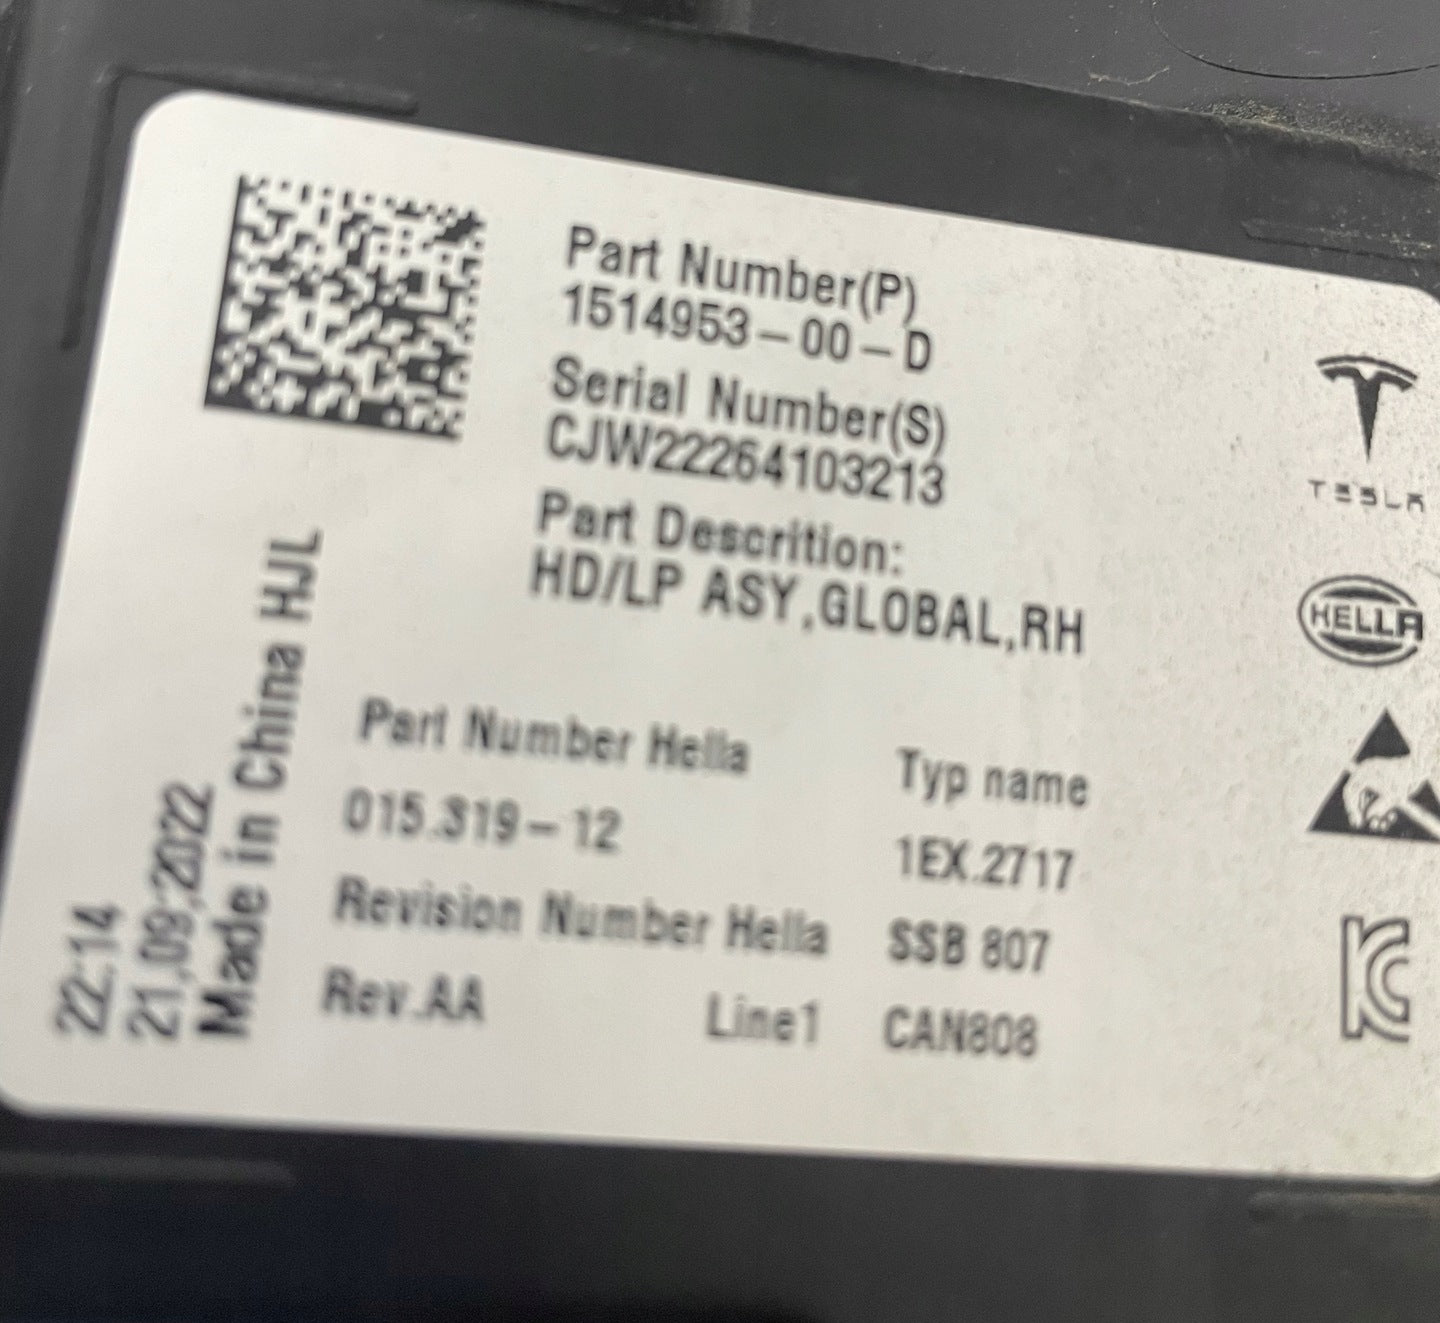 Part Number(P)
1514953-00-D
Serial Number(S)
CJW22264103213
Part Descrition:
HD/LP ASY,GLOBAL,RH
TESLA
HELLA
Part Number Hella
015.319-12
Revision Number Hella
Rev.AA
Line1
Typ name
1EX.2717
SSB 807
CAN808
22:14
21.09.2022
Made in China HJL